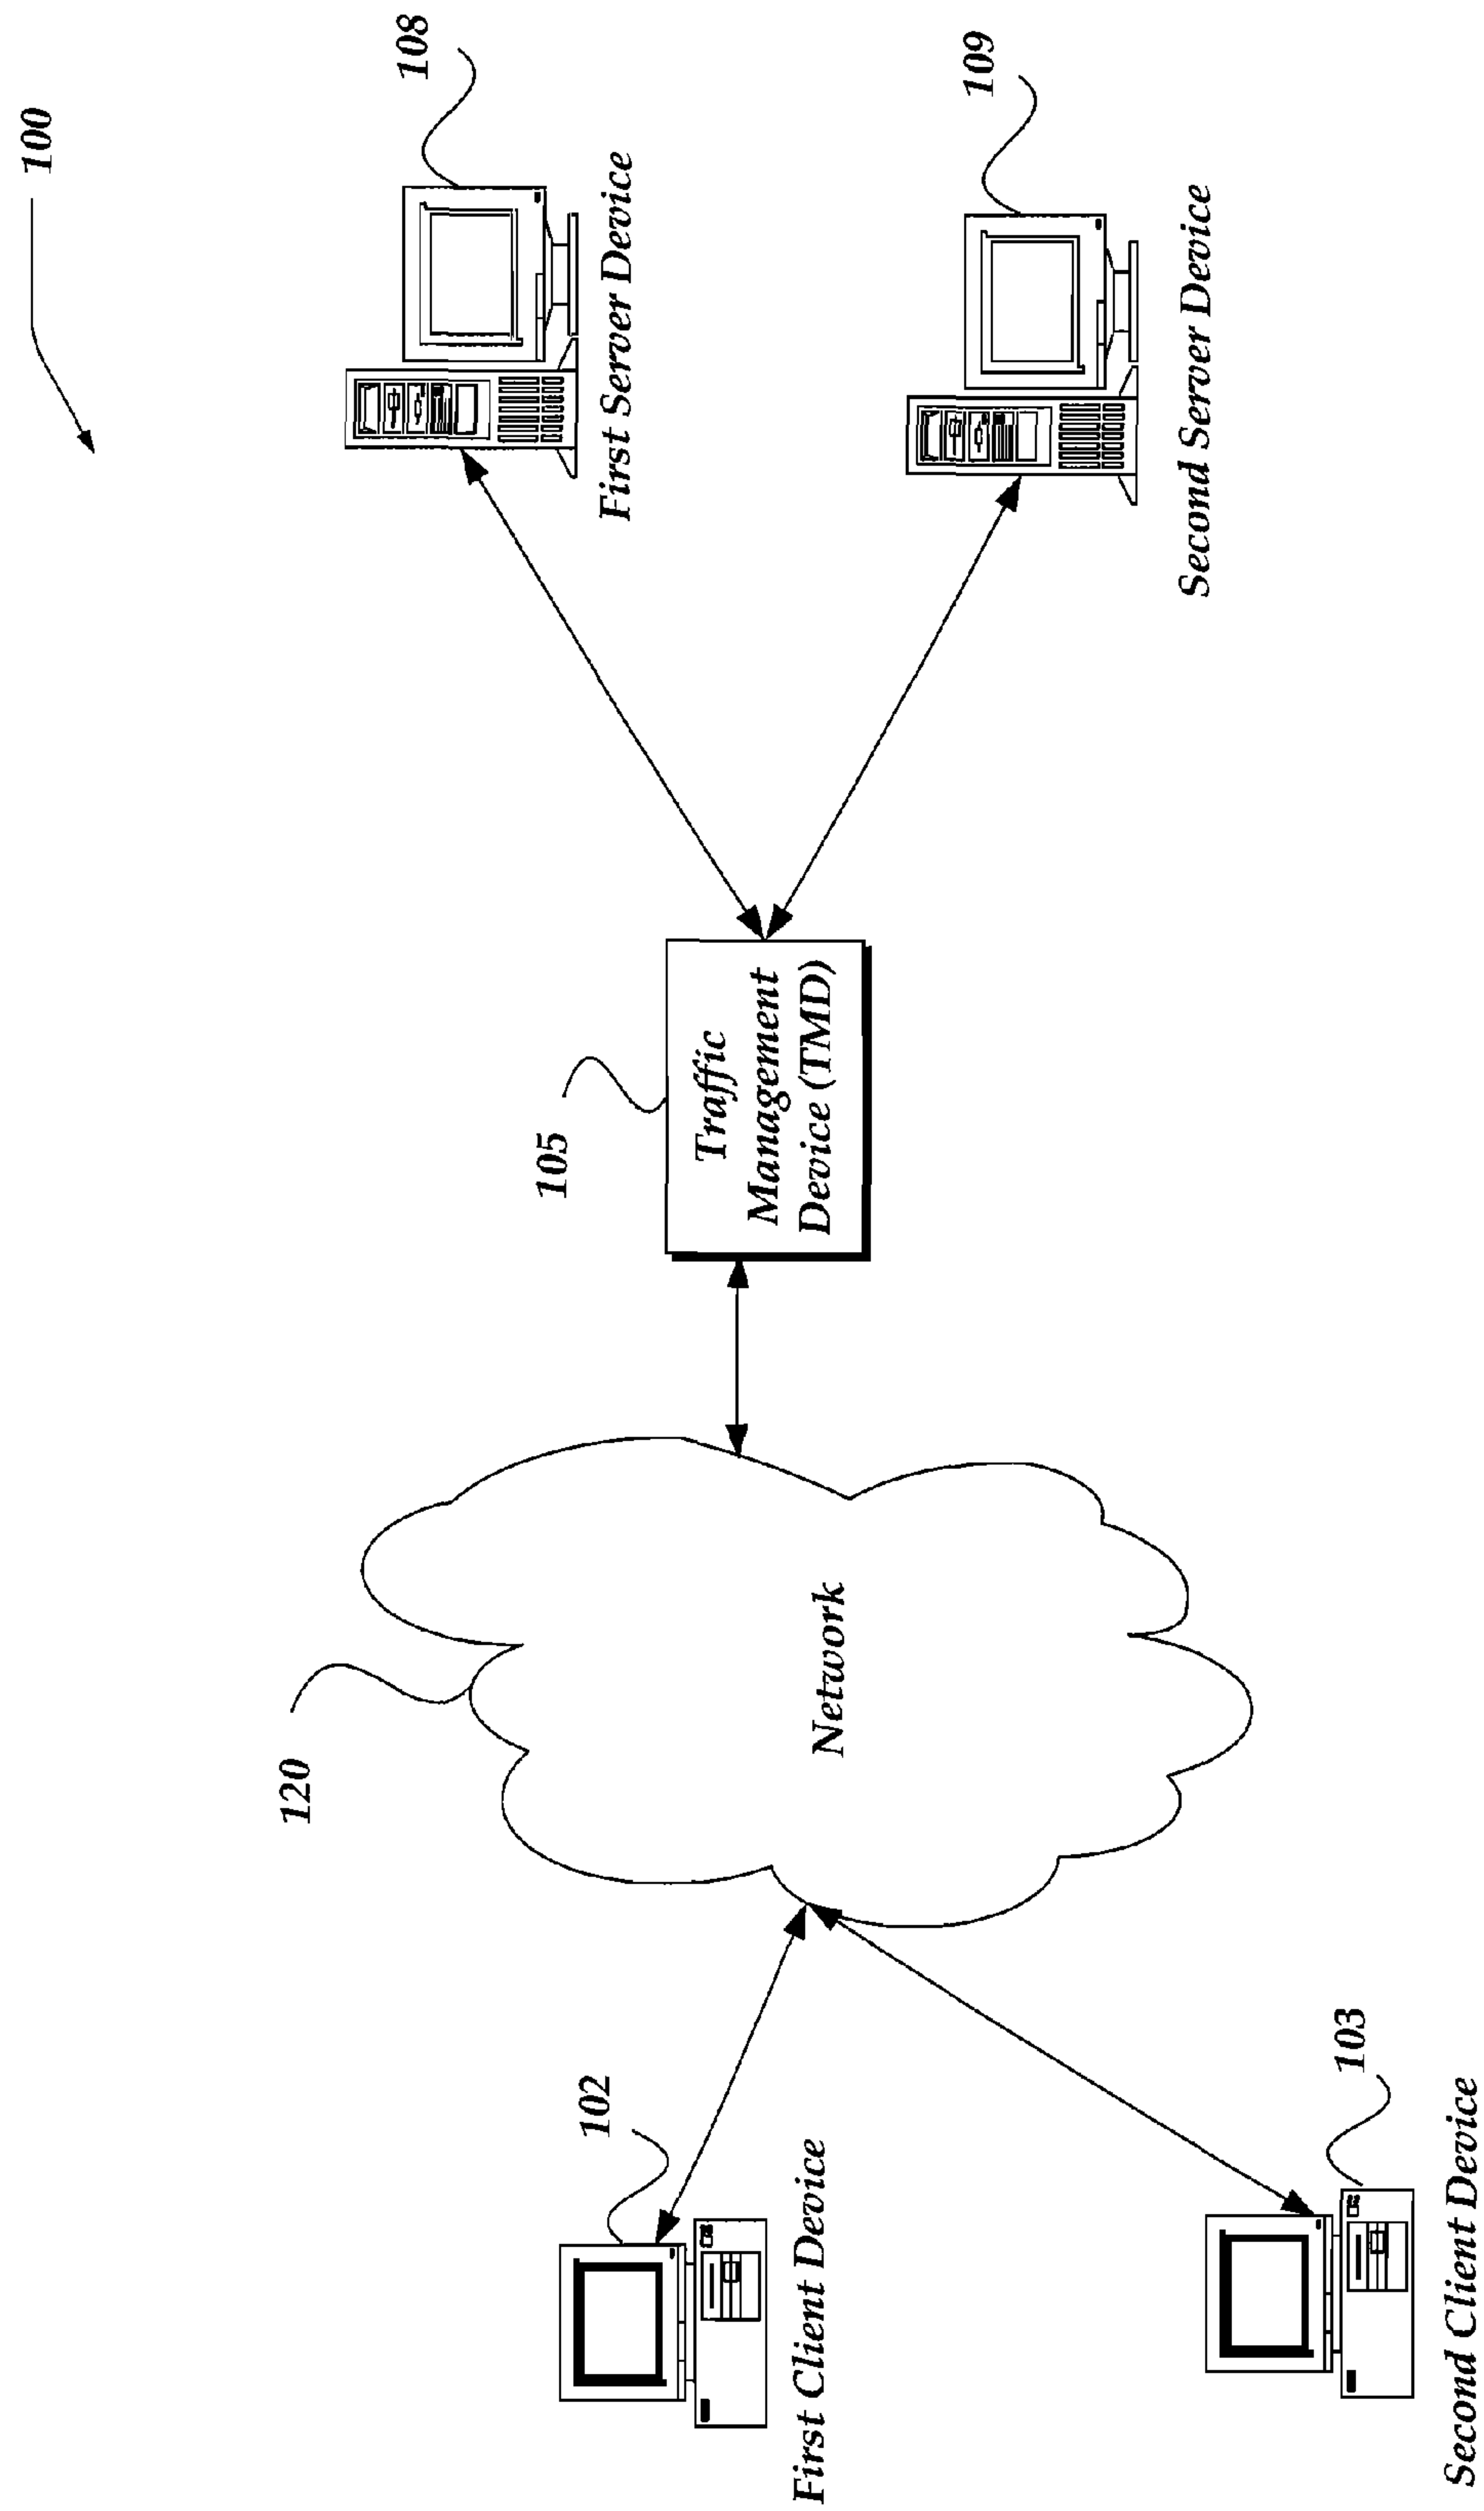 100
108
First Server Device
109
Second Server Device
105
Traffic
Management
Device (TMD)
120
Network
102
First Client Device
103
Second Client Device